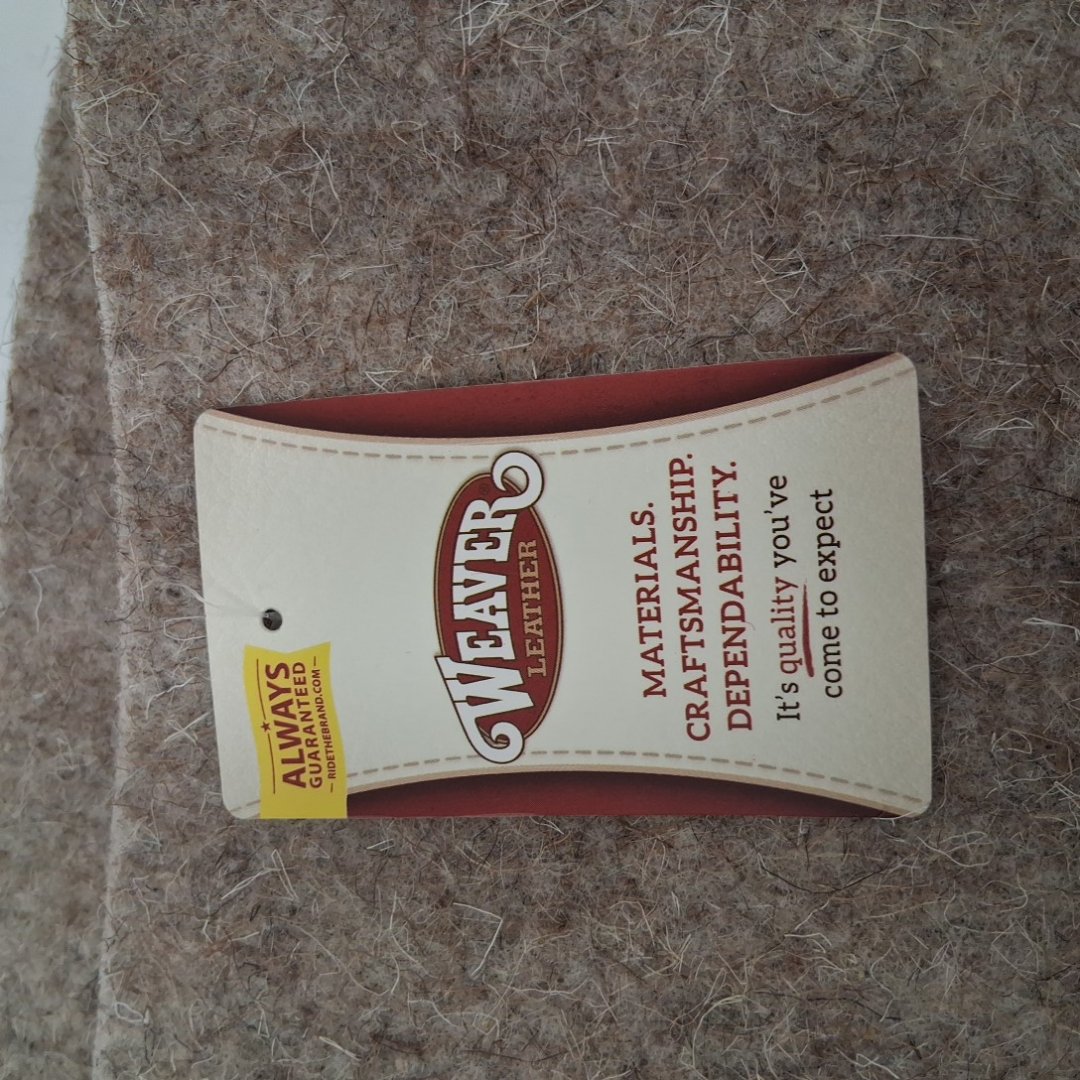 ALWAYS
GUARANTEED
RIDETHEBRAND.COM
WEAVER
LEATHER
MATERIALS.
CRAFTSMANSHIP.
DEPENDABILITY.
It's quality you've
come to expect